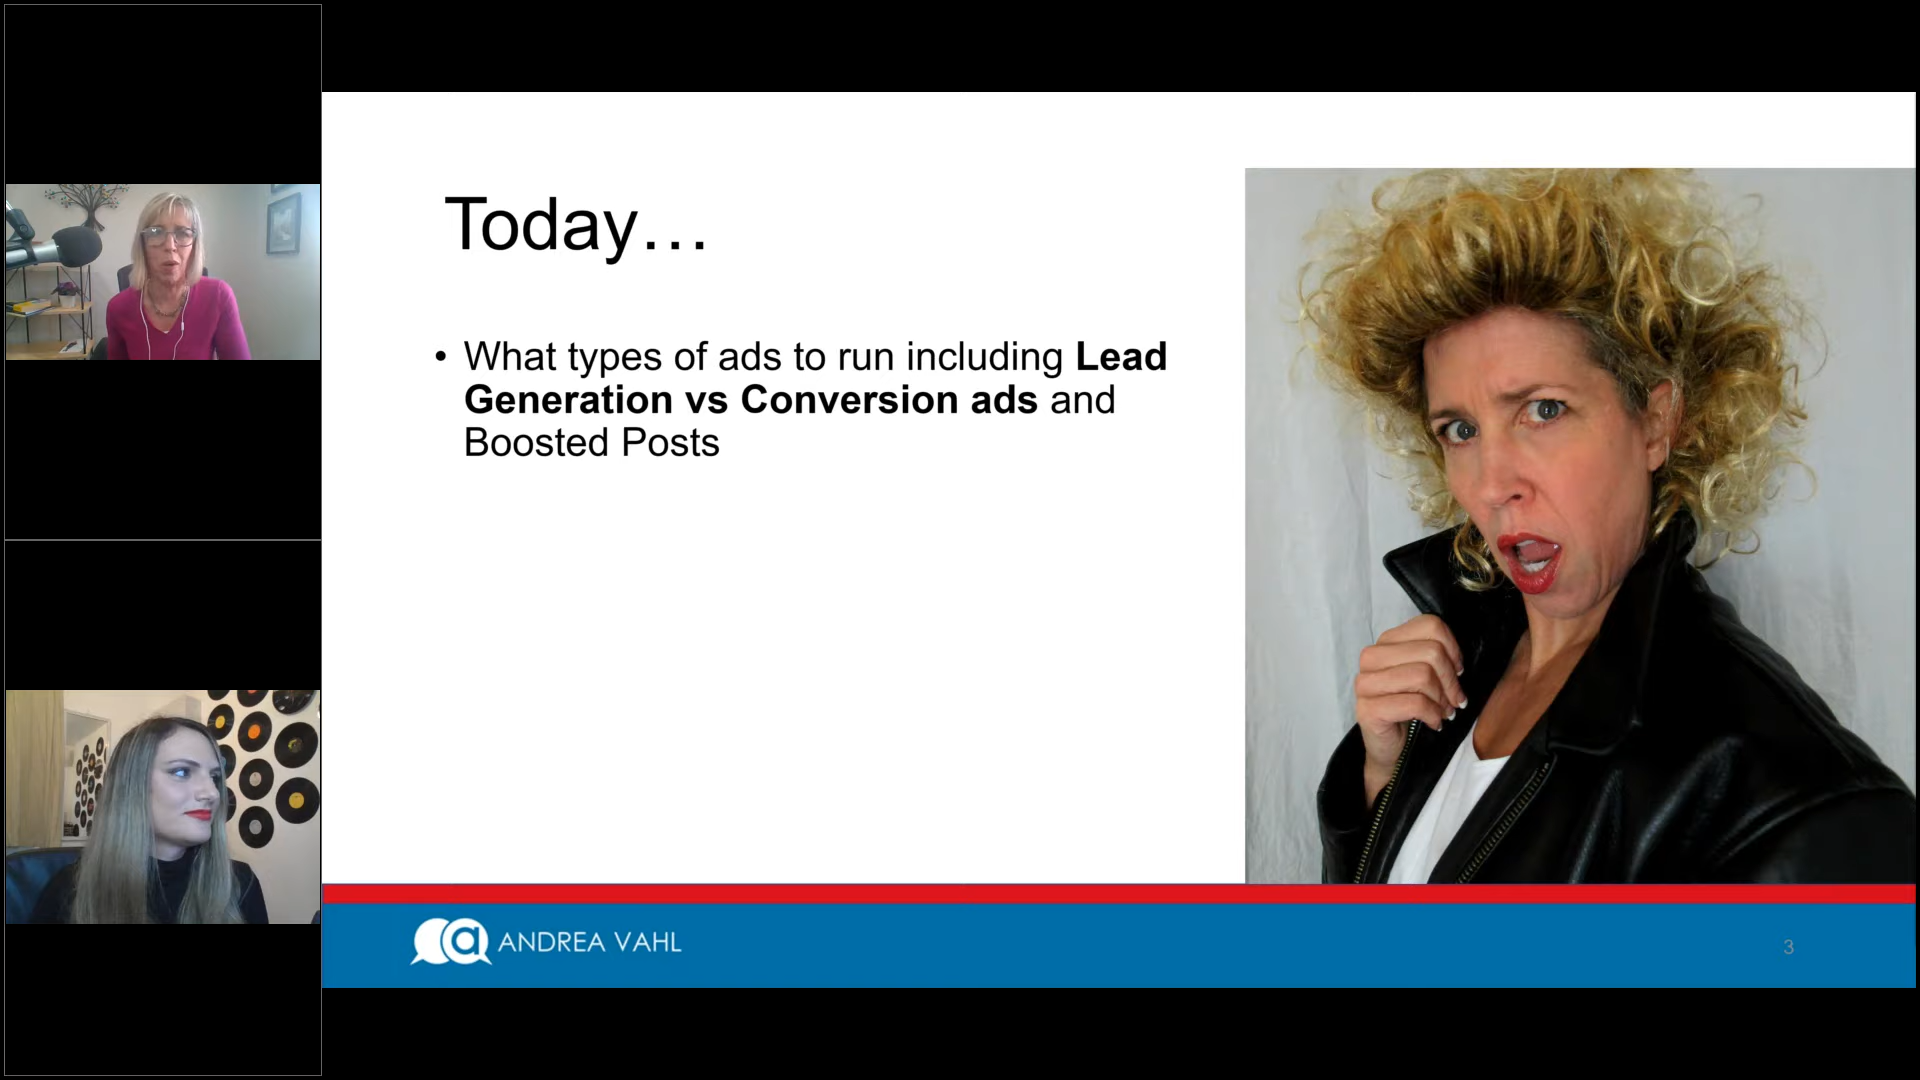 Today…
• What types of ads to run including Lead
Generation vs Conversion ads and
Boosted Posts
a ANDREA VAHL
3